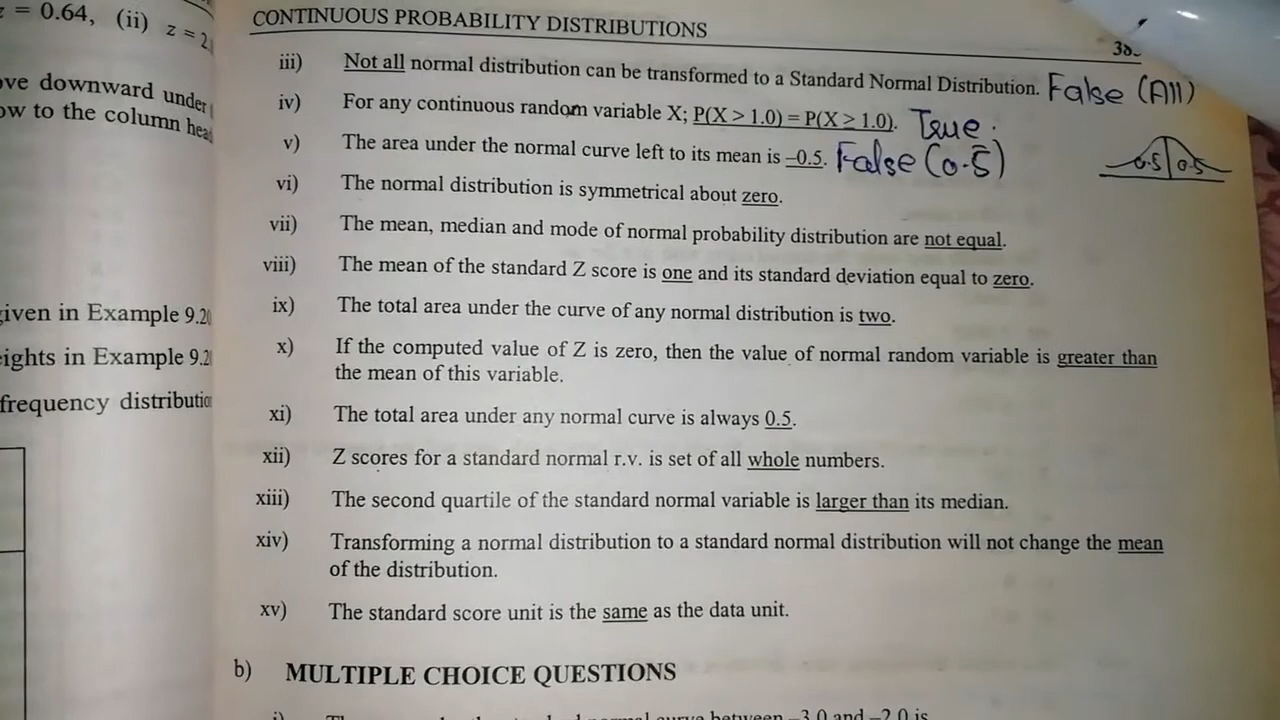 z = 0.64, (ii) z = 2
ve downward under
ow to the column head
given in Example 9.20
eights in Example 9.2
frequency distribution
CONTINUOUS PROBABILITY DISTRIBUTIONS
iii) Not all normal distribution can be transformed to a Standard Normal Distribution. False (All)
iv) For any continuous random variable X; P(X > 1.0) = P(X ≥ 1.0). True.
v) The area under the normal curve left to its mean is –0.5. False (0.5) 0.5 0.5
vi) The normal distribution is symmetrical about zero.
vii) The mean, median and mode of normal probability distribution are not equal.
viii) The mean of the standard Z score is one and its standard deviation equal to zero.
ix) The total area under the curve of any normal distribution is two.
x) If the computed value of Z is zero, then the value of normal random variable is greater than
the mean of this variable.
xi) The total area under any normal curve is always 0.5.
xii) Z scores for a standard normal r.v. is set of all whole numbers.
xiii) The second quartile of the standard normal variable is larger than its median.
xiv) Transforming a normal distribution to a standard normal distribution will not change the mean
of the distribution.
xv) The standard score unit is the same as the data unit.
b) MULTIPLE CHOICE QUESTIONS
i) curve between –3.0 and –2.0 is